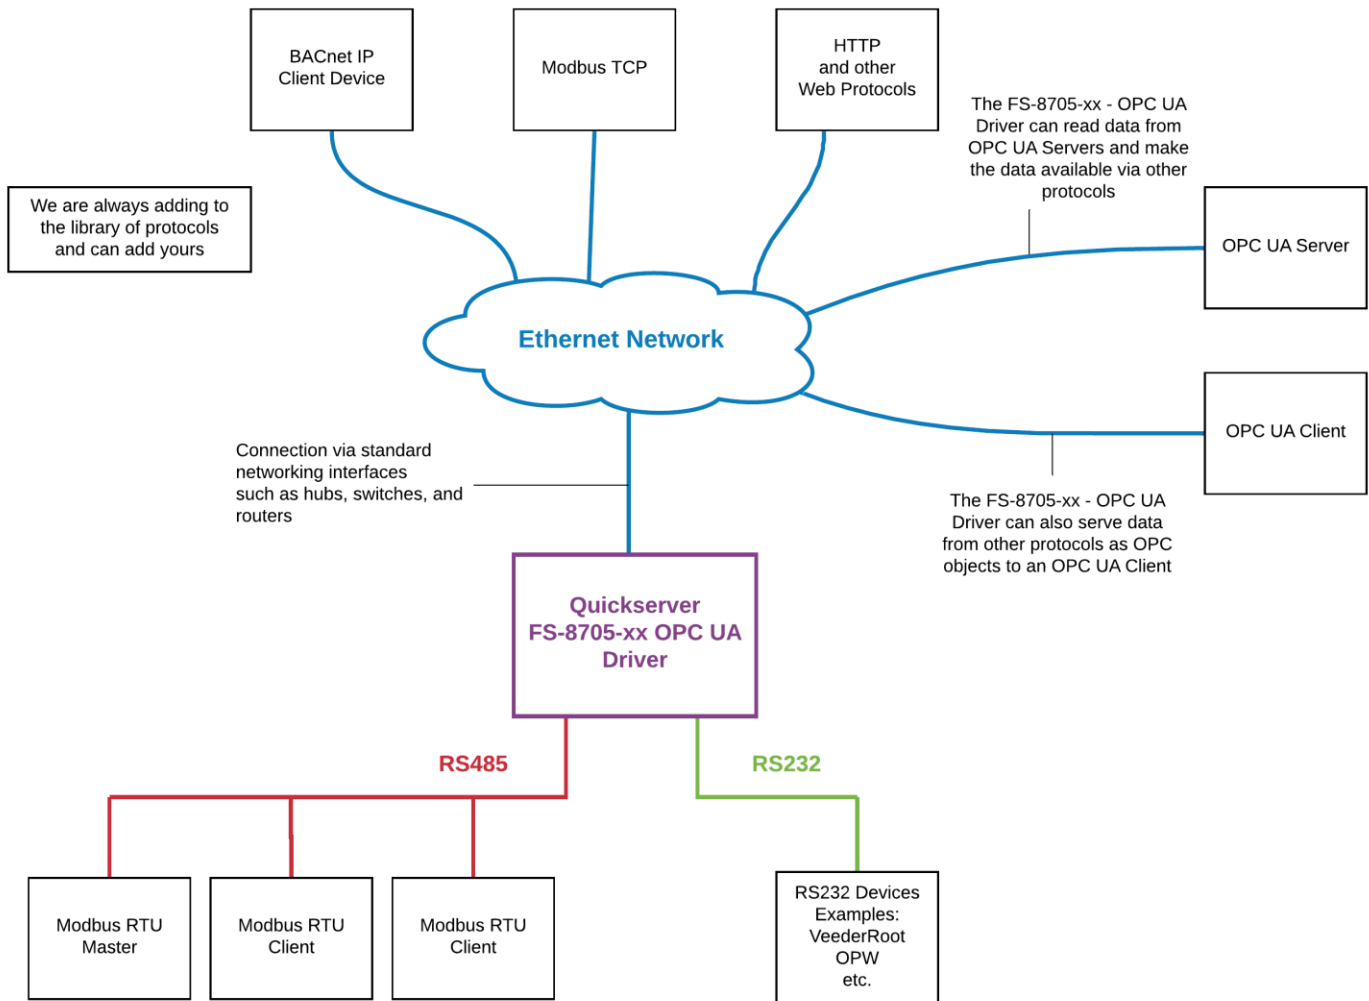 BACnet IP
Client Device
Modbus TCP
HTTP
and other
Web Protocols
The FS-8705-xx - OPC UA
Driver can read data from
OPC UA Servers and make
the data available via other
protocols
We are always adding to
the library of protocols
and can add yours
OPC UA Server
Ethernet Network
OPC UA Client
Connection via standard
networking interfaces
such as hubs, switches, and
routers
The FS-8705-xx - OPC UA
Driver can also serve data
from other protocols as OPC
objects to an OPC UA Client
Quickserver
FS-8705-xx OPC UA
Driver
RS485
RS232
Modbus RTU
Master
Modbus RTU
Client
Modbus RTU
Client
RS232 Devices
Examples:
VeederRoot
OPW
etc.